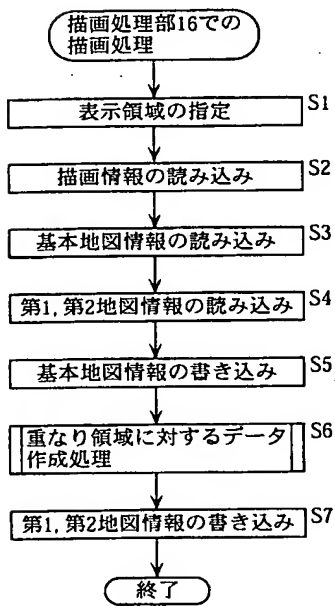 描画処理部16での
描画処理
表示領域の指定 S1
描画情報の読み込み S2
基本地図情報の読み込み S3
第1, 第2地図情報の読み込み S4
基本地図情報の書き込み S5
重なり領域に対するデータ S6
作成処理
第1, 第2地図情報の書き込み S7
終了